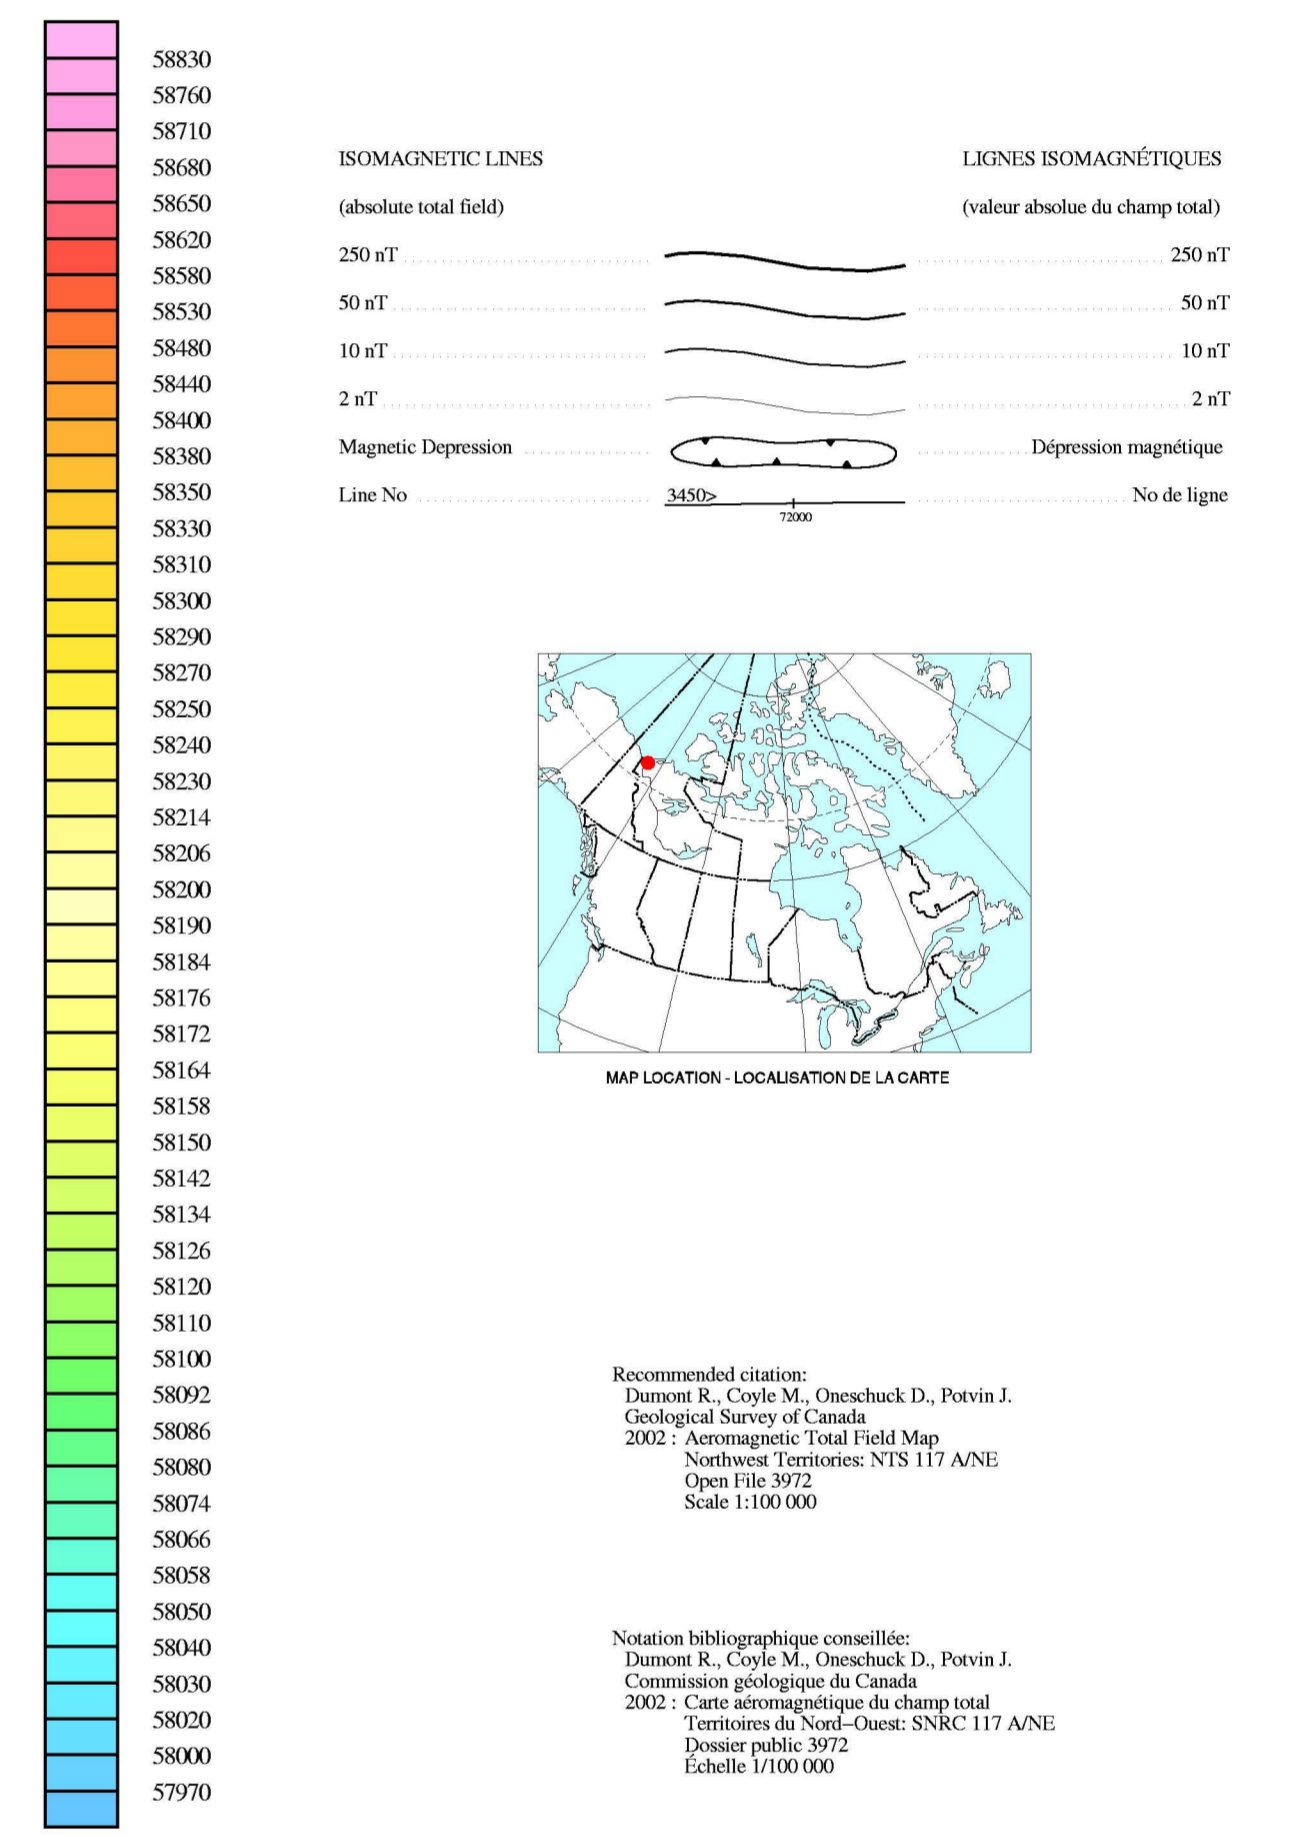 58830
58760
58710
58680
58650
58620
58580
58530
58480
58440
58400
58380
58350
58330
58310
58300
58290
58270
58250
58240
58230
58214
58206
58200
58190
58184
58176
58172
58164
58158
58150
58142
58134
58126
58120
58110
58100
58092
58086
58080
58074
58066
58058
58050
58040
58030
58020
58000
57970
ISOMAGNETIC LINES LIGNES ISOMAGNÉTIQUES
(absolute total field) (valeur absolue du champ total)
250 nT 250 nT
50 nT 50 nT
10 nT 10 nT
2 nT 2 nT
Magnetic Depression Dépression magnétique
Line No 3450> No de ligne
72000
MAP LOCATION - LOCALISATION DE LA CARTE
Recommended citation:
Dumont R., Coyle M., Oneschuck D., Potvin J.
Geological Survey of Canada
2002 : Aeromagnetic Total Field Map
Northwest Territories: NTS 117 A/NE
Open File 3972
Scale 1:100 000
Notation bibliographique conseillée:
Dumont R., Coyle M., Oneschuck D., Potvin J.
Commission géologique du Canada
2002 : Carte aéromagnétique du champ total
Territoires du Nord–Ouest: SNRC 117 A/NE
Dossier public 3972
Échelle 1/100 000